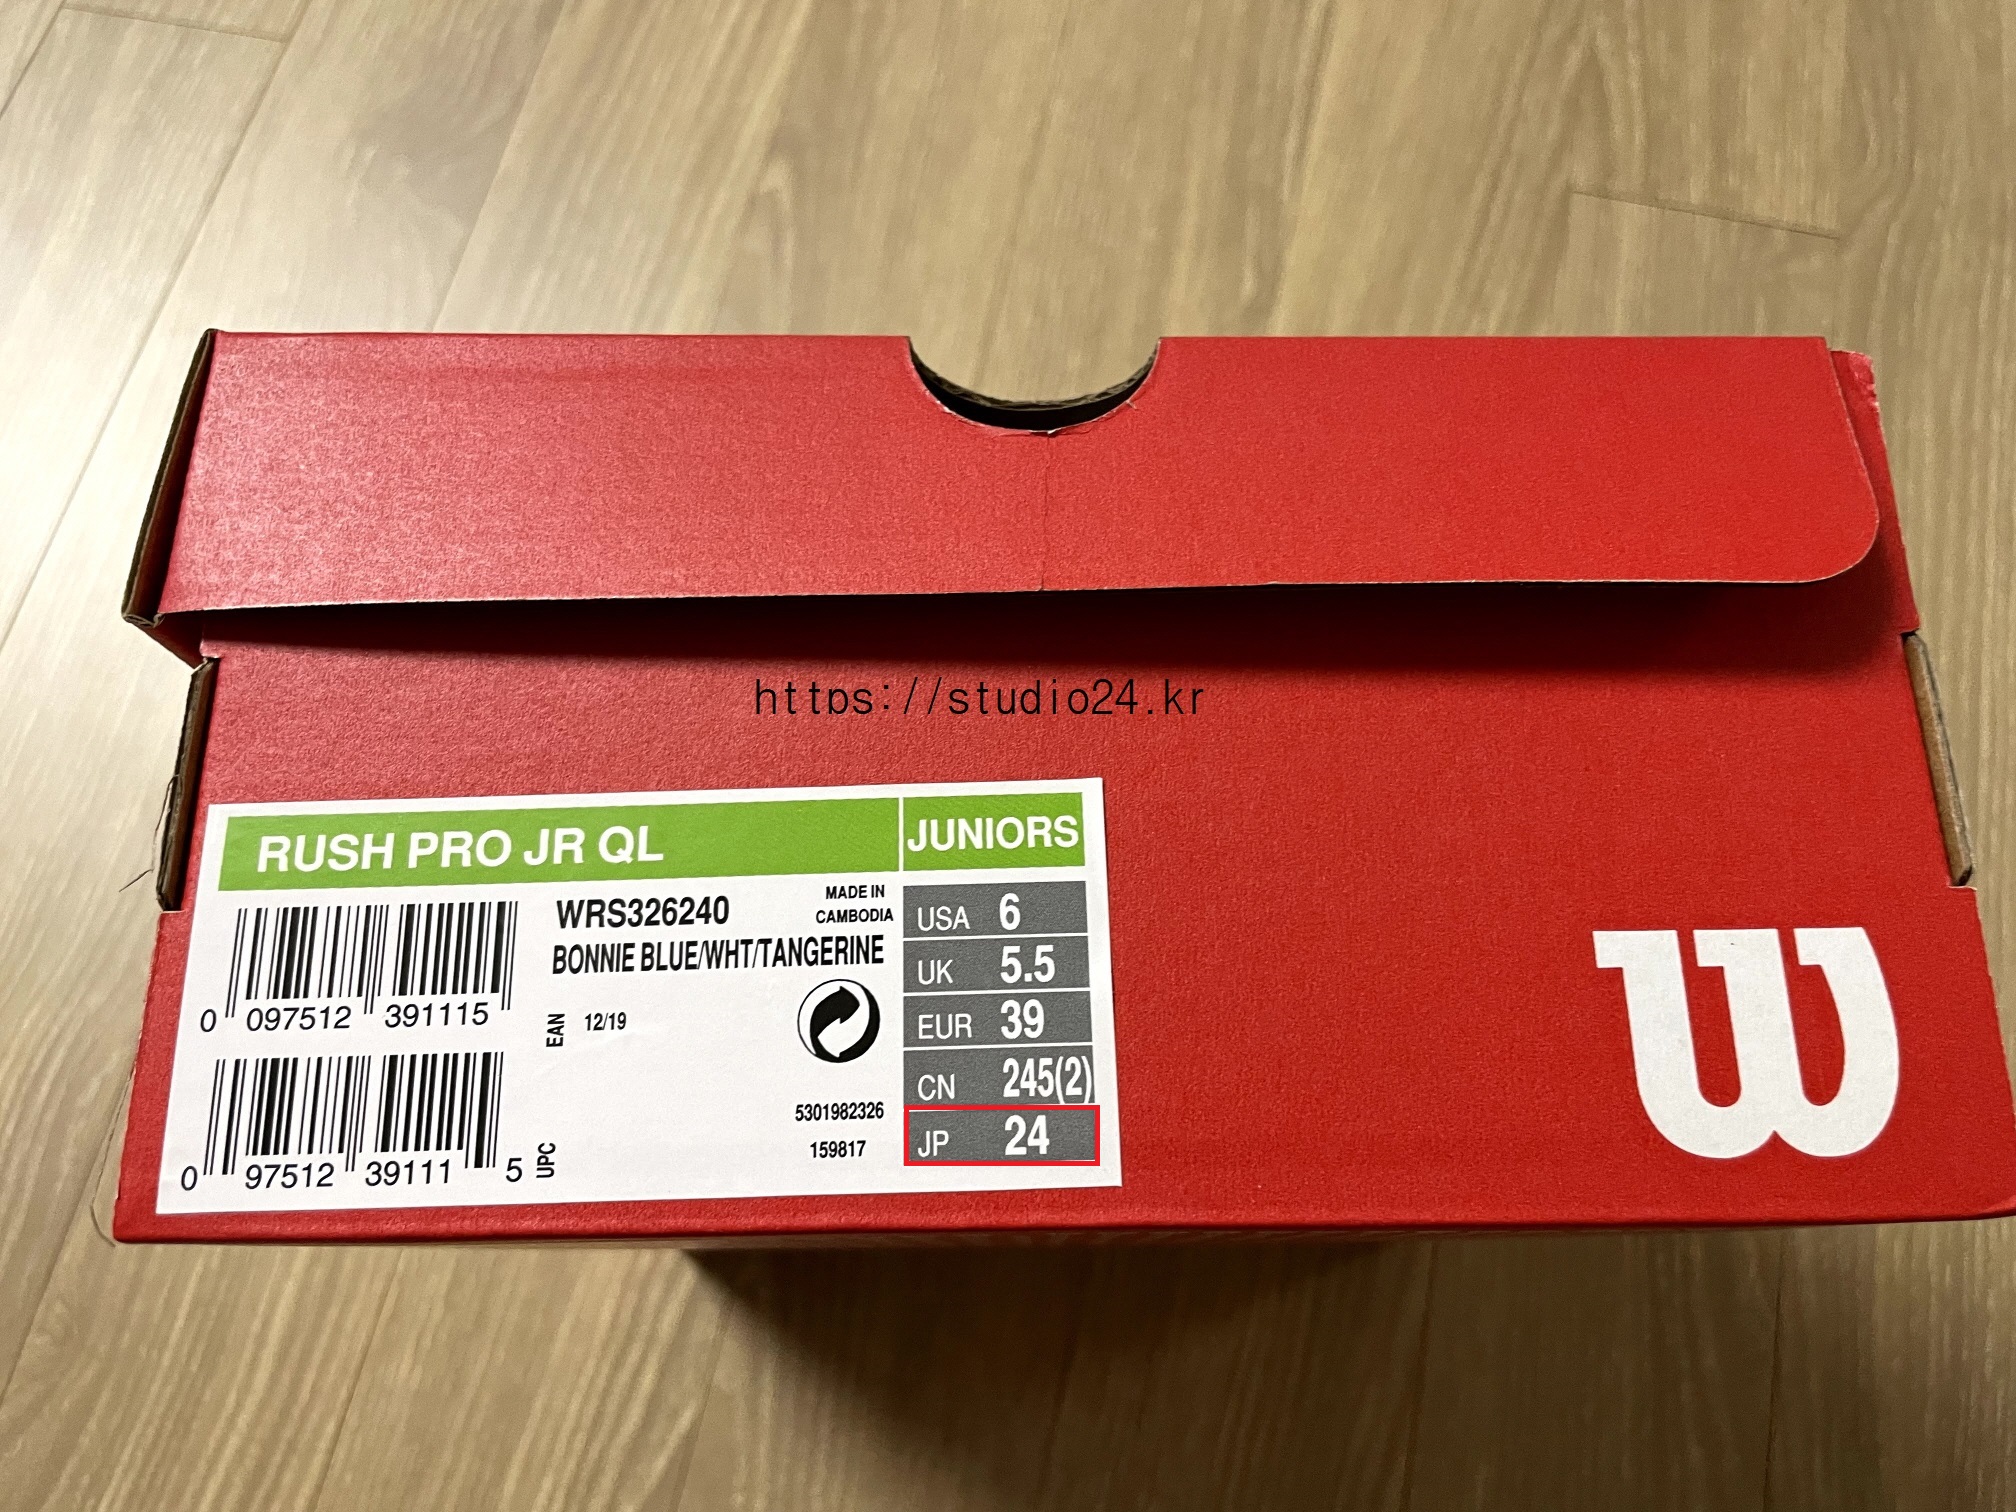 https://studio24.kr
RUSH PRO JR QL
JUNIORS
WRS326240
MADE IN
CAMBODIA
BONNIE BLUE/WHT/TANGERINE
0 097512 391115
EAN
12/19
0 97512 39111 5
UPC
5301982326
159817
USA 6
UK 5.5
EUR 39
CN 245(2)
JP 24
W